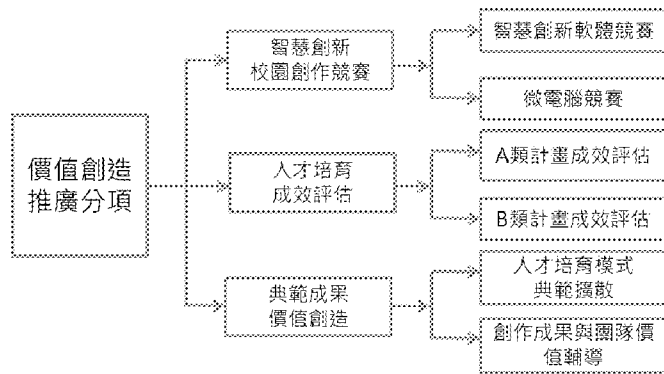 價值創造
推廣分項
智慧創新
校園創作競賽
智慧創新軟體競賽
微電腦競賽
人才培育
成效評估
A類計畫成效評估
B類計畫成效評估
典範成果
價值創造
人才培育模式
典範擴散
創作成果與團隊價
值輔導